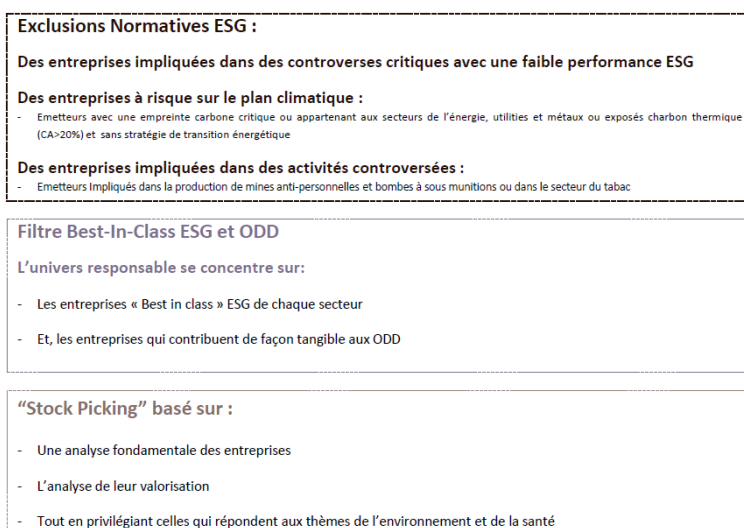 Exclusions Normatives ESG :
Des entreprises impliquées dans des controverses critiques avec une faible performance ESG
Des entreprises à risque sur le plan climatique :
- Emetteurs avec une empreinte carbone critique ou appartenant aux secteurs de l'énergie, utilities et métaux ou exposés charbon thermique
(CA>20%) et sans stratégie de transition énergétique
Des entreprises impliquées dans des activités controversées :
- Emetteurs Impliqués dans la production de mines anti-personnelles et bombes à sous munitions ou dans le secteur du tabac
Filtre Best-In-Class ESG et ODD
L'univers responsable se concentre sur:
- Les entreprises « Best in class » ESG de chaque secteur
- Et, les entreprises qui contribuent de façon tangible aux ODD
“Stock Picking” basé sur :
- Une analyse fondamentale des entreprises
- L'analyse de leur valorisation
- Tout en privilégiant celles qui répondent aux thèmes de l'environnement et de la santé